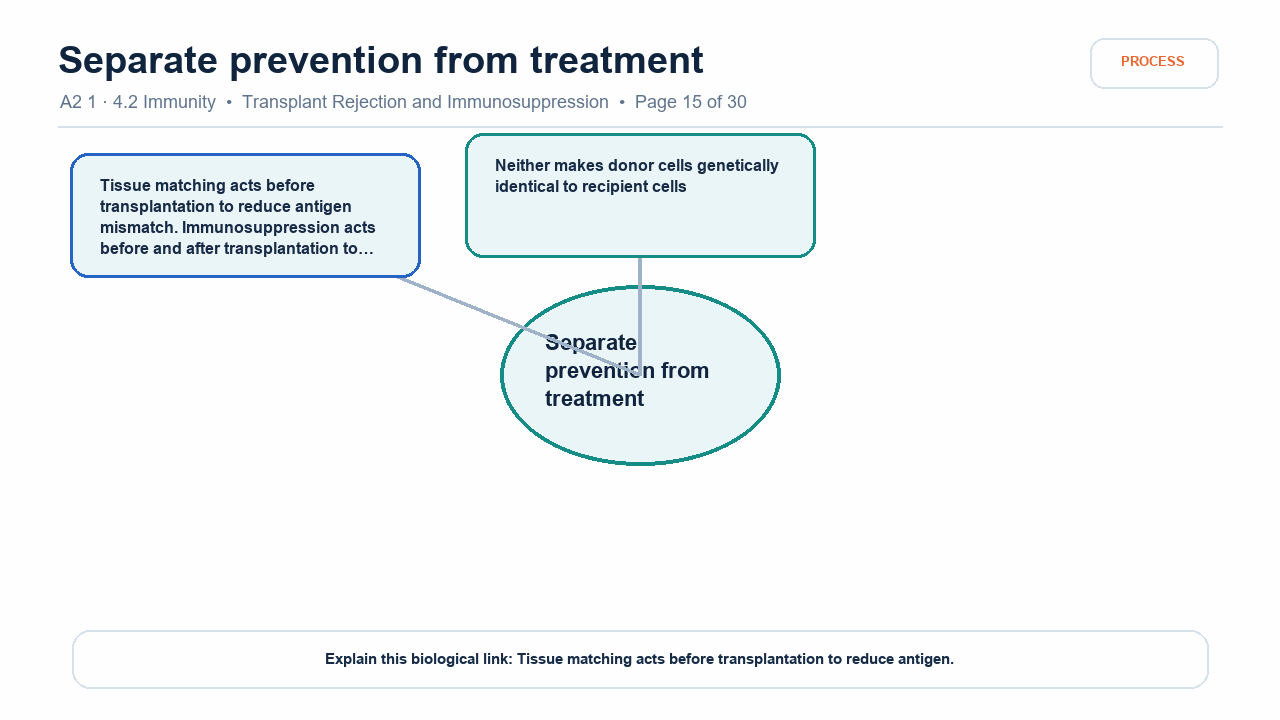 Separate prevention from treatment
PROCESS
A2 1 · 4.2 Immunity • Transplant Rejection and Immunosuppression • Page 15 of 30
Tissue matching acts before
transplantation to reduce antigen
mismatch. Immunosuppression acts
before and after transplantation to…
Neither makes donor cells genetically
identical to recipient cells
Separate
prevention from
treatment
Explain this biological link: Tissue matching acts before transplantation to reduce antigen.